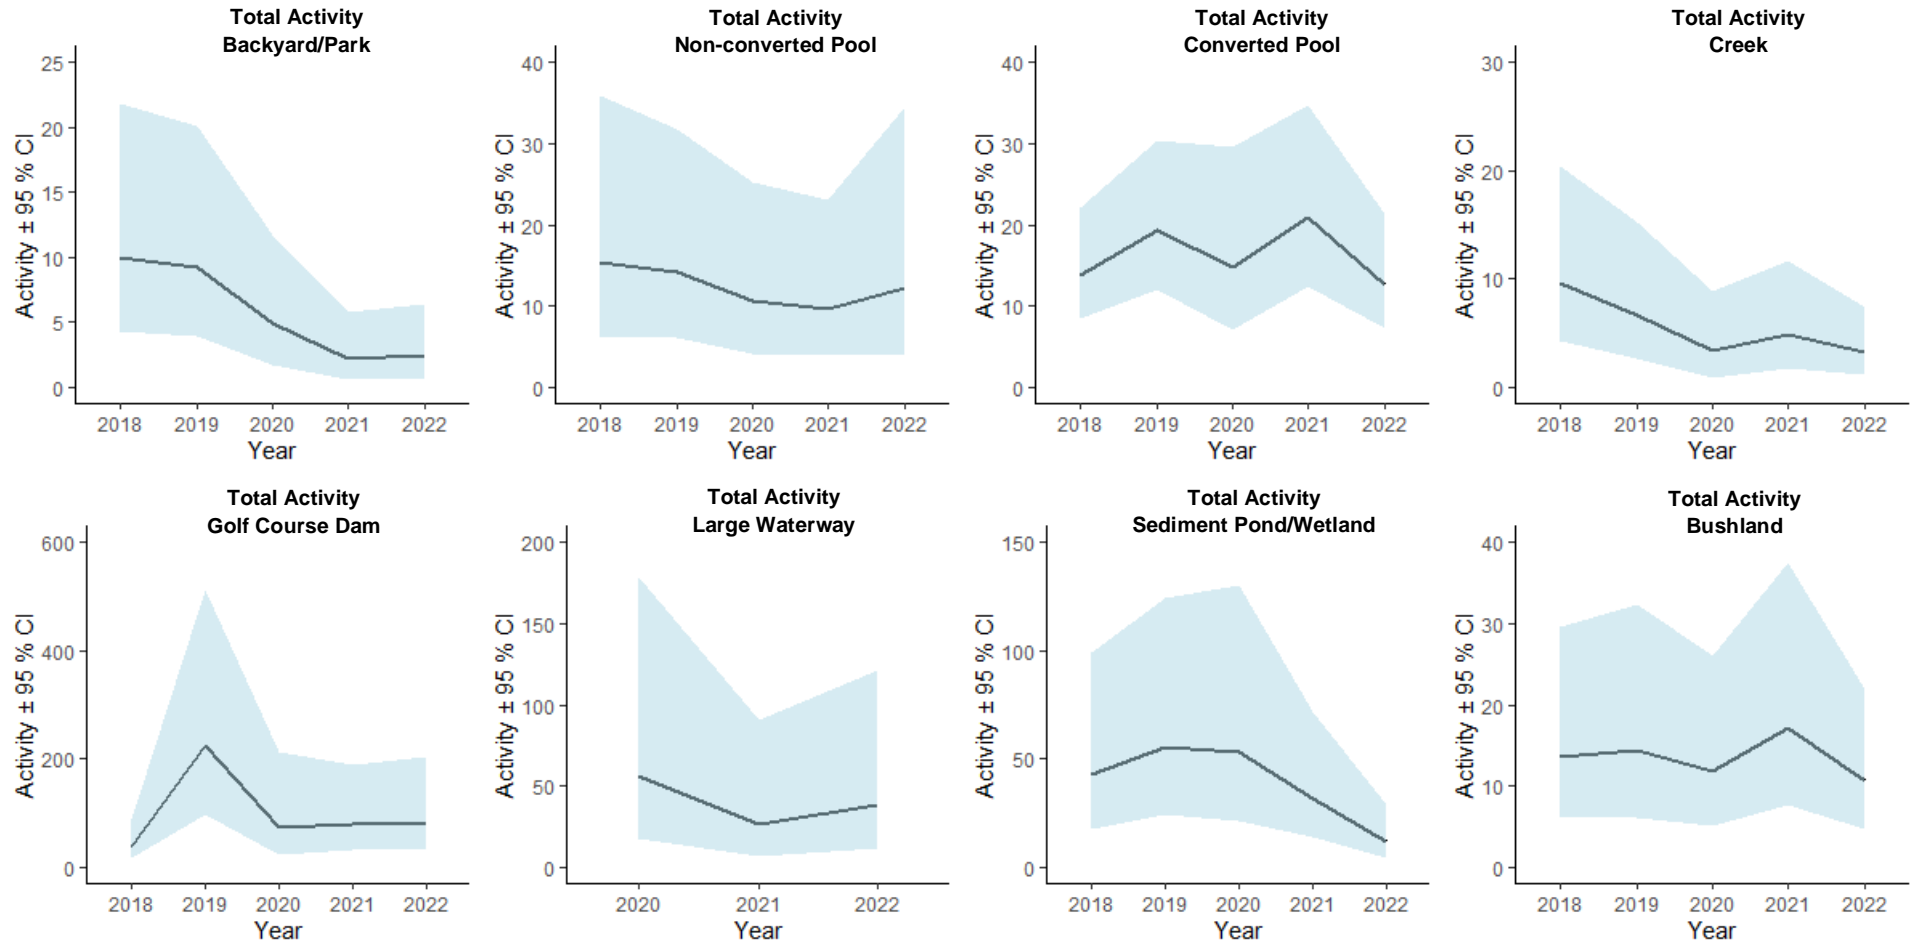 Total Activity
Backyard/Park
25
20
15
10
5
0
Activity ± 95 % CI
2018 2019 2020 2021 2022
Year
Total Activity
Non-converted Pool
40
30
20
10
0
Activity ± 95 % CI
2018 2019 2020 2021 2022
Year
Total Activity
Converted Pool
40
30
20
10
0
Activity ± 95 % CI
2018 2019 2020 2021 2022
Year
Total Activity
Creek
30
20
10
0
Activity ± 95 % CI
2018 2019 2020 2021 2022
Year
Total Activity
Golf Course Dam
600
400
200
0
Activity ± 95 % CI
2018 2019 2020 2021 2022
Year
Total Activity
Large Waterway
200
150
100
50
0
Activity ± 95 % CI
2020 2021 2022
Year
Total Activity
Sediment Pond/Wetland
150
100
50
0
Activity ± 95 % CI
2018 2019 2020 2021 2022
Year
Total Activity
Bushland
40
30
20
10
0
Activity ± 95 % CI
2018 2019 2020 2021 2022
Year